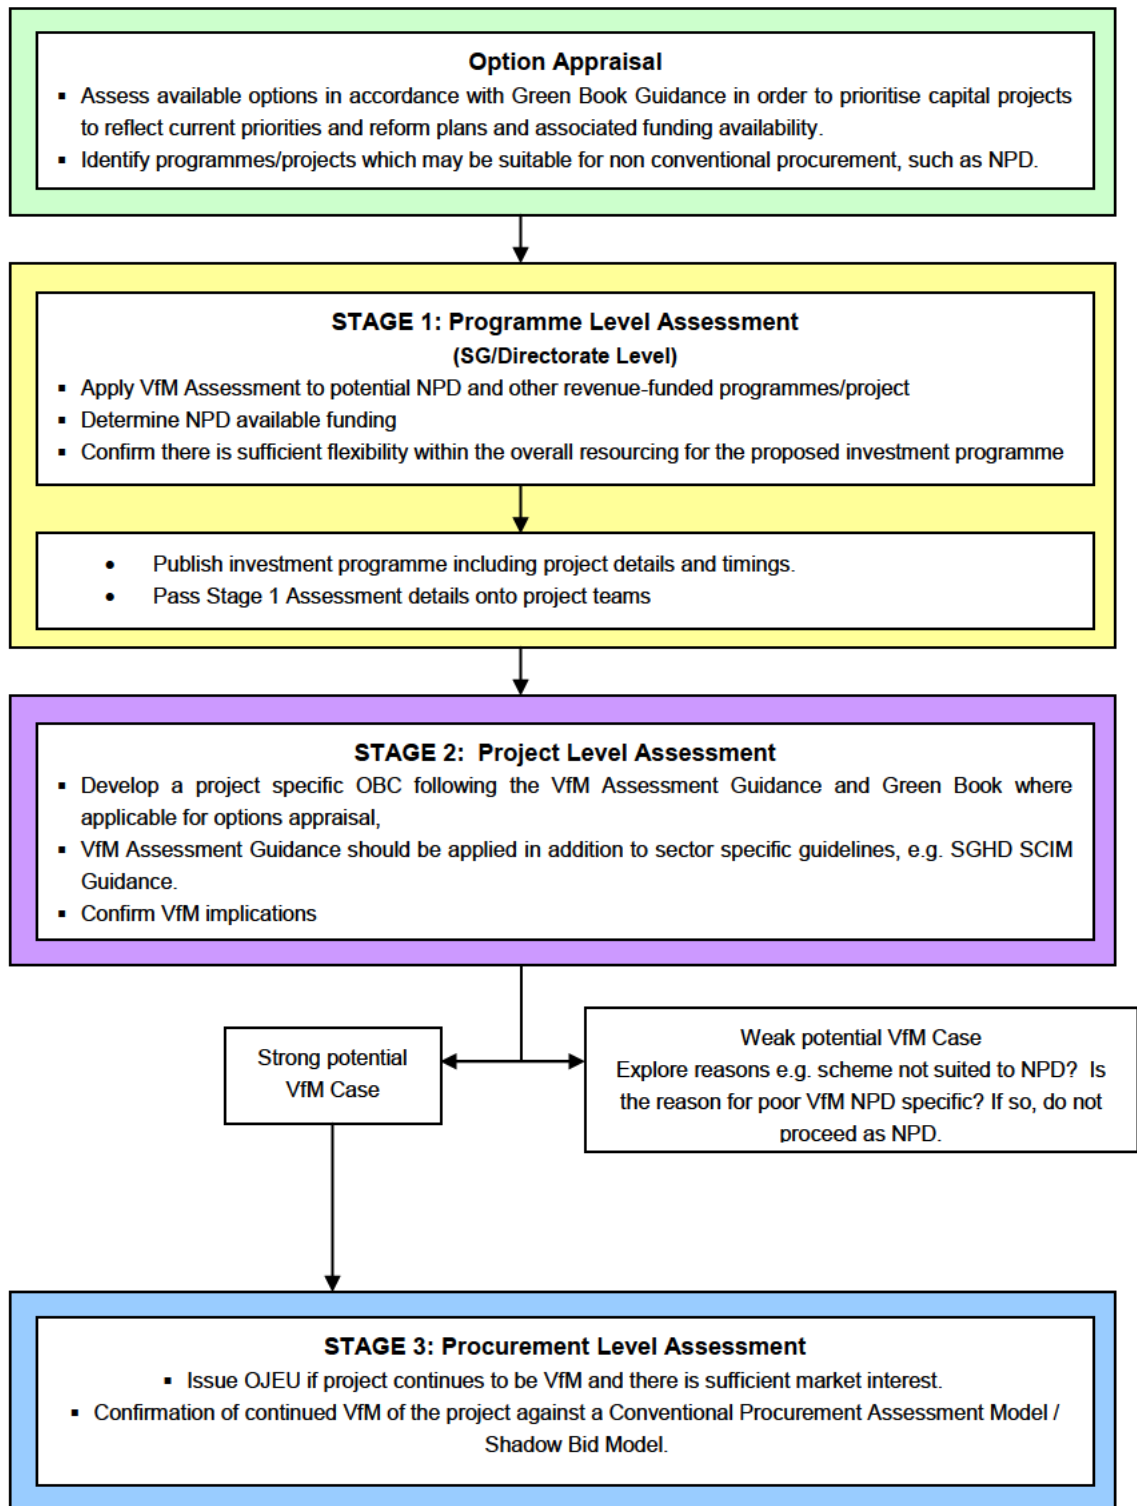 Option Appraisal
▪ Assess available options in accordance with Green Book Guidance in order to prioritise capital projects
to reflect current priorities and reform plans and associated funding availability.
▪ Identify programmes/projects which may be suitable for non conventional procurement, such as NPD.
STAGE 1: Programme Level Assessment
(SG/Directorate Level)
▪ Apply VfM Assessment to potential NPD and other revenue-funded programmes/project
▪ Determine NPD available funding
▪ Confirm there is sufficient flexibility within the overall resourcing for the proposed investment programme
• Publish investment programme including project details and timings.
• Pass Stage 1 Assessment details onto project teams
STAGE 2: Project Level Assessment
▪ Develop a project specific OBC following the VfM Assessment Guidance and Green Book where
applicable for options appraisal,
▪ VfM Assessment Guidance should be applied in addition to sector specific guidelines, e.g. SGHD SCIM
Guidance.
▪ Confirm VfM implications
Strong potential
VfM Case
Weak potential VfM Case
Explore reasons e.g. scheme not suited to NPD? Is
the reason for poor VfM NPD specific? If so, do not
proceed as NPD.
STAGE 3: Procurement Level Assessment
▪ Issue OJEU if project continues to be VfM and there is sufficient market interest.
▪ Confirmation of continued VfM of the project against a Conventional Procurement Assessment Model /
Shadow Bid Model.